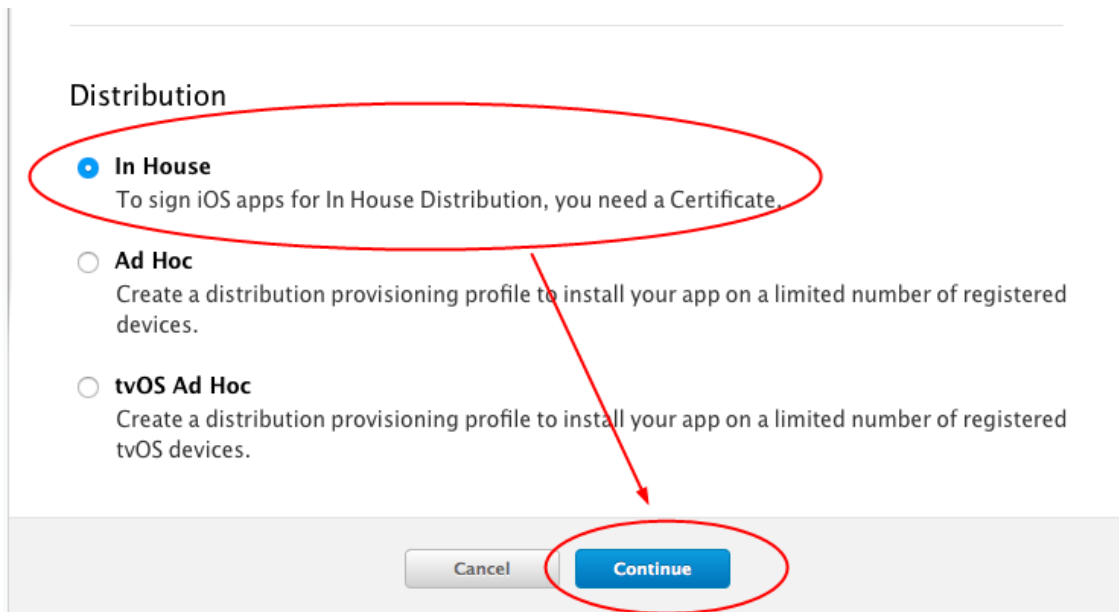 Distribution
In House
To sign iOS apps for In House Distribution, you need a Certificate.
Ad Hoc
Create a distribution provisioning profile to install your app on a limited number of registered
devices.
tvOS Ad Hoc
Create a distribution provisioning profile to install your app on a limited number of registered
tvOS devices.
Cancel Continue